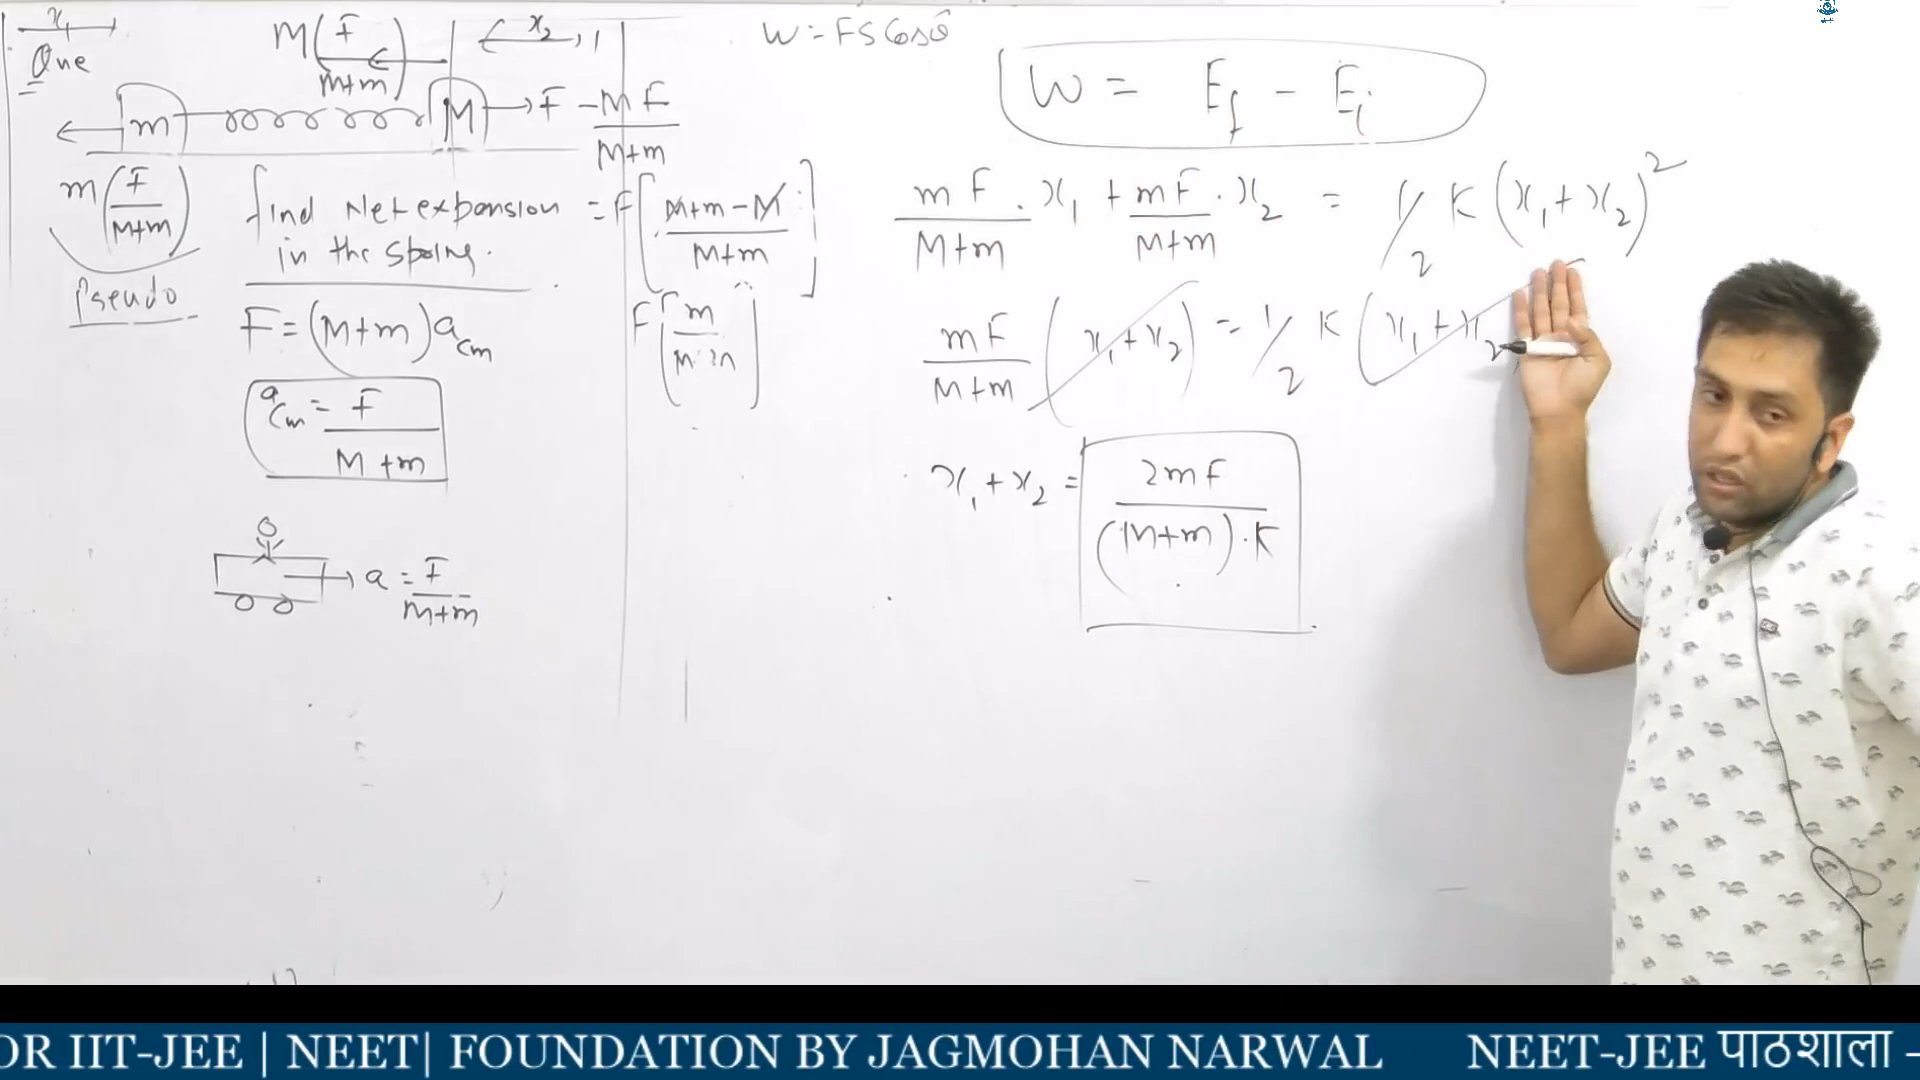 x₁
Que
M(F/M+m)
x₂
m
M
F - MF/M+m
m(F/M+m)
Pseudo
find Net expansion
in the spring.
= F[M+m-M/M+m]
F[m/M+m]
F = (M+m)a_cm
a_cm = F/M+m
a = F/M+m
W = FS Cosθ
W = E_f - E_i
mF/M+m . x₁ + mF/M+m . x₂ = 1/2 K (x₁+x₂)²
mF/M+m (x₁+x₂) = 1/2 K (x₁+x₂
x₁+x₂ = 2mF/(M+m).K
OR IIT-JEE | NEET| FOUNDATION BY JAGMOHAN NARWAL NEET-JEE पाठशाला -